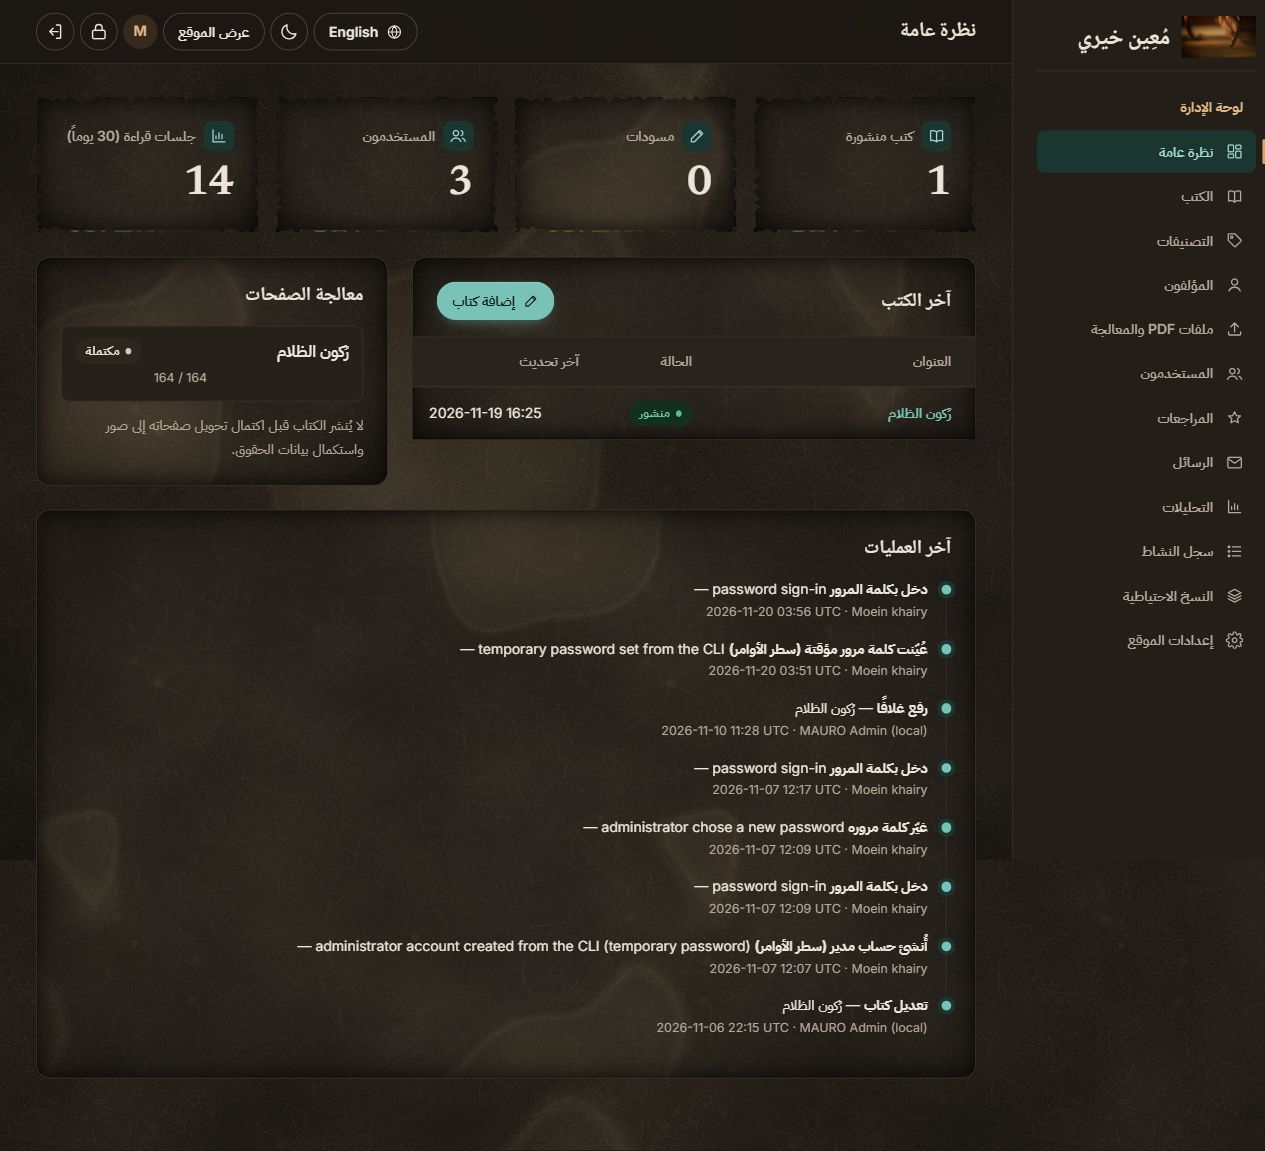 مُعِين خيري
لوحة الإدارة
نظرة عامة
الكتب
التصنيفات
المؤلفون
ملفات PDF والمعالجة
المستخدمون
المراجعات
الرسائل
التحليلات
سجل النشاط
النسخ الاحتياطية
إعدادات الموقع
نظرة عامة
English
عرض الموقع
M
كتب منشورة
1
مسودات
0
المستخدمون
3
جلسات قراءة (30 يوماً)
14
آخر الكتب
إضافة كتاب
العنوان الحالة آخر تحديث
رُكون الظلام منشور 2026-11-19 16:25
معالجة الصفحات
رُكون الظلام مكتملة
164 / 164
لا يُنشر الكتاب قبل اكتمال تحويل صفحاته إلى صور
واستكمال بيانات الحقوق.
آخر العمليات
دخل بكلمة المرور password sign-in —
2026-11-20 03:56 UTC · Moein khairy
عُيّنت كلمة مرور مؤقتة (سطر الأوامر) temporary password set from the CLI —
2026-11-20 03:51 UTC · Moein khairy
رفع غلافًا — رُكون الظلام
2026-11-10 11:28 UTC · MAURO Admin (local)
دخل بكلمة المرور password sign-in —
2026-11-07 12:17 UTC · Moein khairy
غيّر كلمة مروره administrator chose a new password —
2026-11-07 12:09 UTC · Moein khairy
دخل بكلمة المرور password sign-in —
2026-11-07 12:09 UTC · Moein khairy
أُنشئ حساب مدير (سطر الأوامر) administrator account created from the CLI (temporary password) —
2026-11-07 12:07 UTC · Moein khairy
تعديل كتاب — رُكون الظلام
2026-11-06 22:15 UTC · MAURO Admin (local)